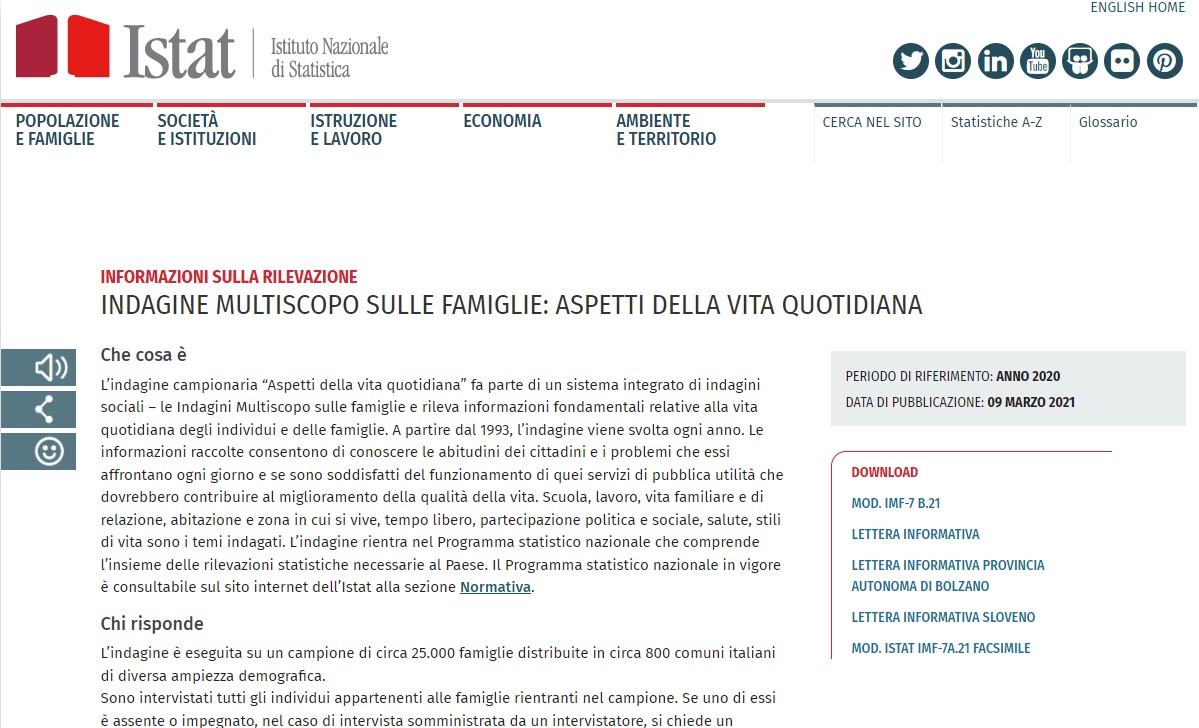 ENGLISH HOME
Istat
Istituto Nazionale
di Statistica
You
Tube
POPOLAZIONE
E FAMIGLIE
SOCIETÀ
E ISTITUZIONI
ISTRUZIONE
E LAVORO
ECONOMIA
AMBIENTE
E TERRITORIO
CERCA NEL SITO
Statistiche A-Z
Glossario
INFORMAZIONI SULLA RILEVAZIONE
INDAGINE MULTISCOPO SULLE FAMIGLIE: ASPETTI DELLA VITA QUOTIDIANA
Che cosa è
L’indagine campionaria “Aspetti della vita quotidiana” fa parte di un sistema integrato di indagini
sociali – le Indagini Multiscopo sulle famiglie e rileva informazioni fondamentali relative alla vita
quotidiana degli individui e delle famiglie. A partire dal 1993, l’indagine viene svolta ogni anno. Le
informazioni raccolte consentono di conoscere le abitudini dei cittadini e i problemi che essi
affrontano ogni giorno e se sono soddisfatti del funzionamento di quei servizi di pubblica utilità che
dovrebbero contribuire al miglioramento della qualità della vita. Scuola, lavoro, vita familiare e di
relazione, abitazione e zona in cui si vive, tempo libero, partecipazione politica e sociale, salute, stili
di vita sono i temi indagati. L’indagine rientra nel Programma statistico nazionale che comprende
l’insieme delle rilevazioni statistiche necessarie al Paese. Il Programma statistico nazionale in vigore
è consultabile sul sito internet dell’Istat alla sezione Normativa.
Chi risponde
L’indagine è eseguita su un campione di circa 25.000 famiglie distribuite in circa 800 comuni italiani
di diversa ampiezza demografica.
Sono intervistati tutti gli individui appartenenti alle famiglie rientranti nel campione. Se uno di essi
è assente o impegnato, nel caso di intervista somministrata da un intervistatore, si chiede un
PERIODO DI RIFERIMENTO: ANNO 2020
DATA DI PUBBLICAZIONE: 09 MARZO 2021
DOWNLOAD
MOD. IMF-7 B.21
LETTERA INFORMATIVA
LETTERA INFORMATIVA PROVINCIA
AUTONOMA DI BOLZANO
LETTERA INFORMATIVA SLOVENO
MOD. ISTAT IMF-7A.21 FACSIMILE